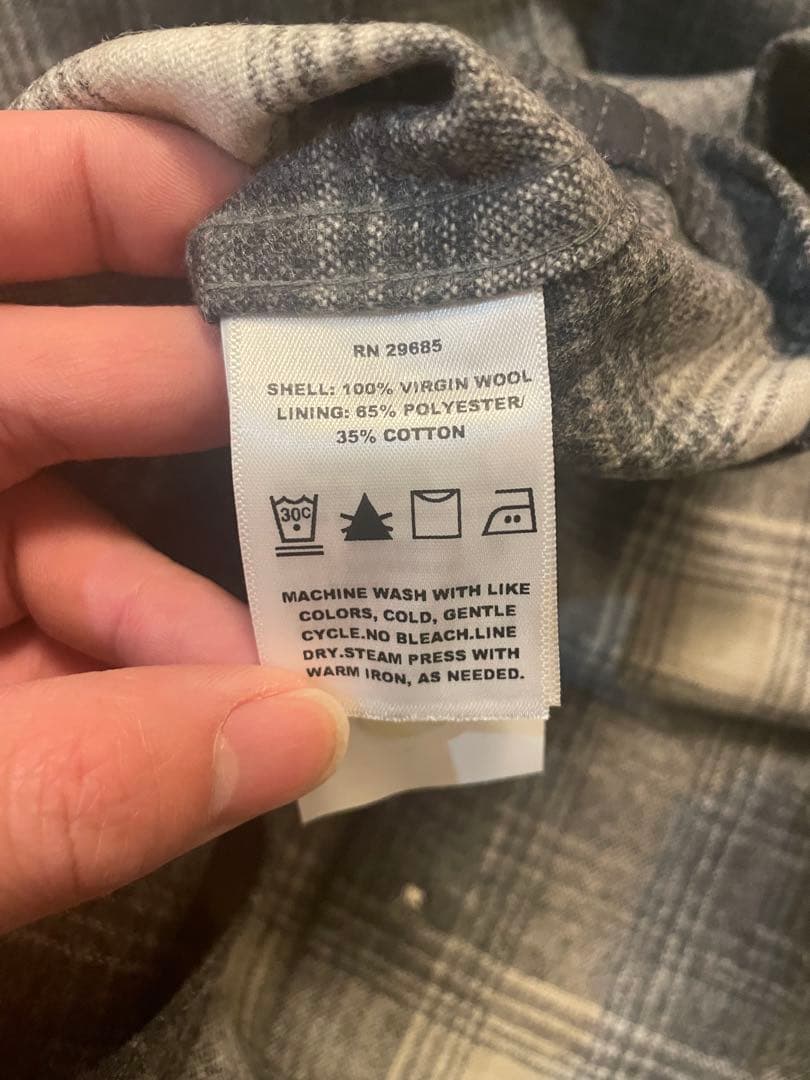 RN 29685
SHELL: 100% VIRGIN WOOL
LINING: 65% POLYESTER/
35% COTTON
30C
MACHINE WASH WITH LIKE
COLORS, COLD, GENTLE
CYCLE.NO BLEACH.LINE
DRY.STEAM PRESS WITH
WARM IRON, AS NEEDED.